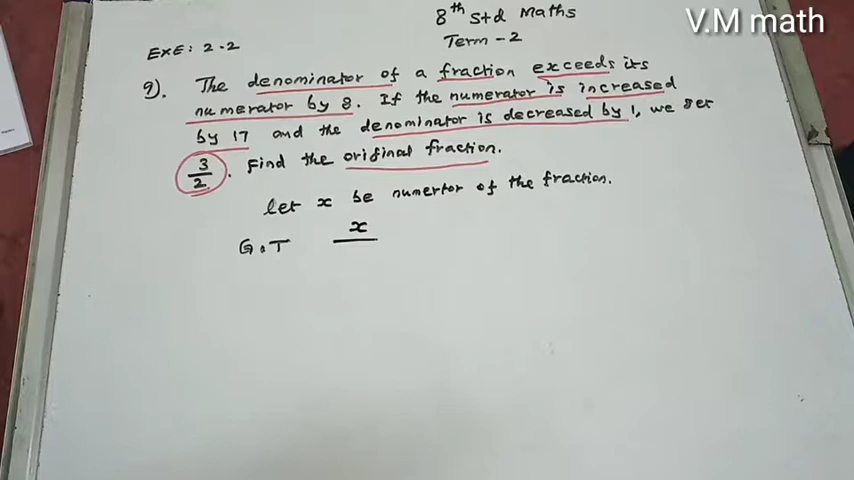 8th Std Maths
V.M math
Term - 2
EXE: 2.2
9). The denominator of a fraction exceeds its
numerator by 8. If the numerator is increased
by 17 and the denominator is decreased by 1, we get
3/2. Find the original fraction.
let x be numertor of the fraction.
G.T x